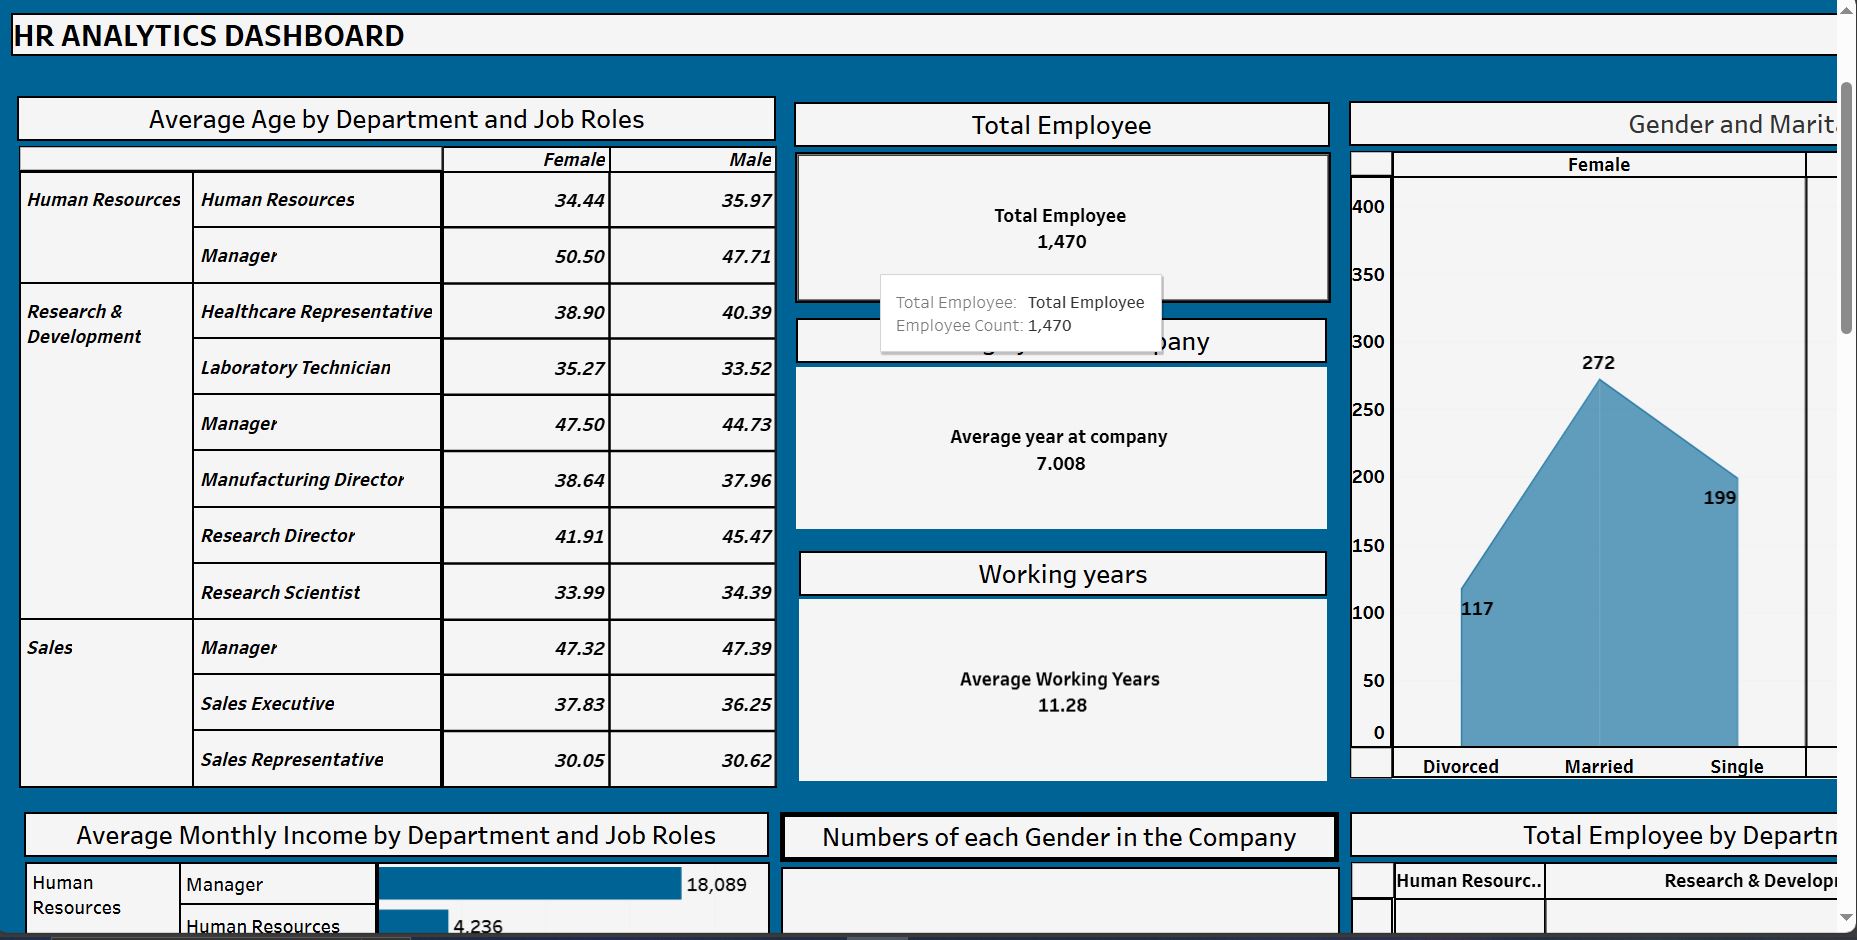 HR ANALYTICS DASHBOARD
Average Age by Department and Job Roles
Female Male
Human Resources Human Resources 34.44 35.97
Manager 50.50 47.71
Research & Development Healthcare Representative 38.90 40.39
Laboratory Technician 35.27 33.52
Manager 47.50 44.73
Manufacturing Director 38.64 37.96
Research Director 41.91 45.47
Research Scientist 33.99 34.39
Sales Manager 47.32 47.39
Sales Executive 37.83 36.25
Sales Representative 30.05 30.62
Total Employee
Total Employee
1,470
Total Employee: Total Employee
Employee Count: 1,470
Average year at company
7.008
Working years
Average Working Years
11.28
Gender and Marita
Female
400
350
300
250
200
150
100
50
0
272
199
117
Divorced Married Single
Average Monthly Income by Department and Job Roles
Human Resources Manager 18,089
Human Resources 4,236
Numbers of each Gender in the Company
Total Employee by Departm
Human Resourc.. Research & Develop